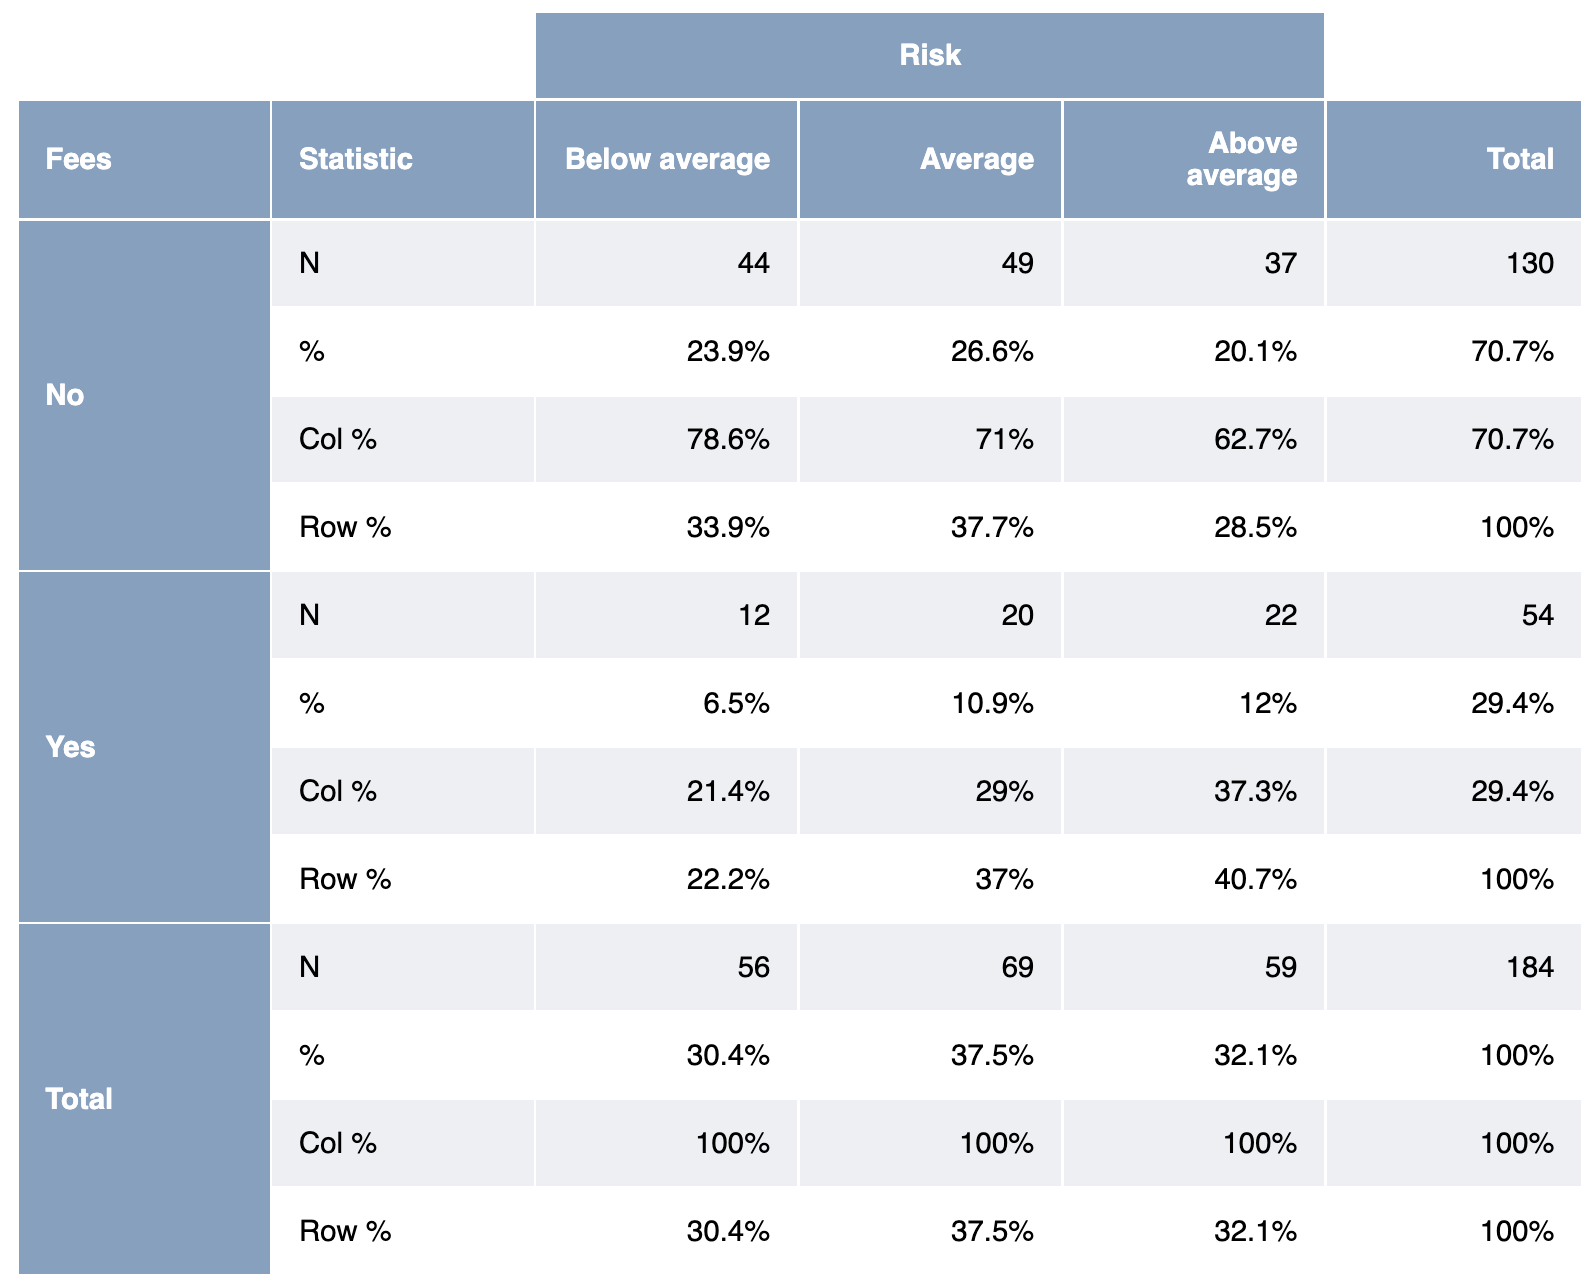 Risk
Fees Statistic Below average Average Above average Total
No
N 44 49 37 130
% 23.9% 26.6% 20.1% 70.7%
Col % 78.6% 71% 62.7% 70.7%
Row % 33.9% 37.7% 28.5% 100%
Yes
N 12 20 22 54
% 6.5% 10.9% 12% 29.4%
Col % 21.4% 29% 37.3% 29.4%
Row % 22.2% 37% 40.7% 100%
Total
N 56 69 59 184
% 30.4% 37.5% 32.1% 100%
Col % 100% 100% 100% 100%
Row % 30.4% 37.5% 32.1% 100%